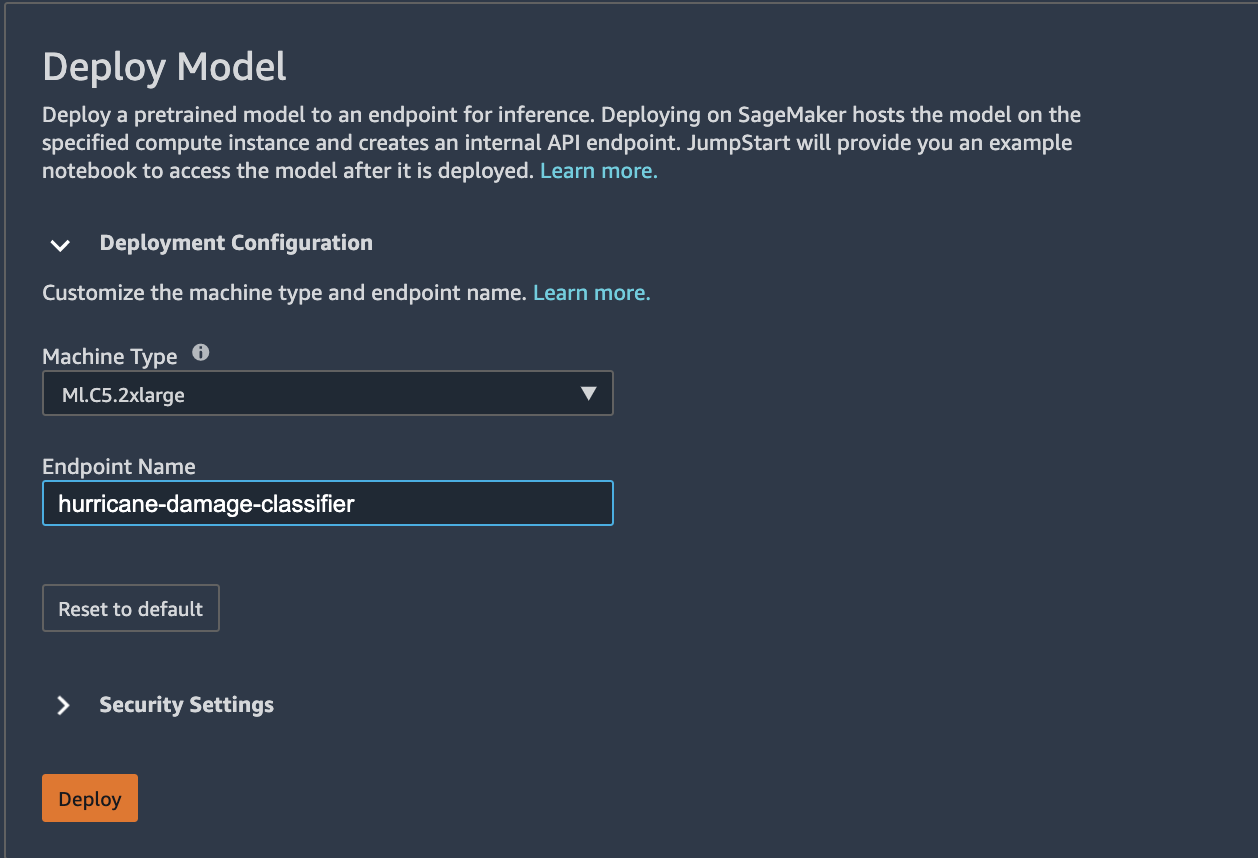 Deploy Model
Deploy a pretrained model to an endpoint for inference. Deploying on SageMaker hosts the model on the
specified compute instance and creates an internal API endpoint. JumpStart will provide you an example
notebook to access the model after it is deployed. Learn more.
Deployment Configuration
Customize the machine type and endpoint name. Learn more.
Machine Type
Ml.C5.2xlarge
Endpoint Name
hurricane-damage-classifier
Reset to default
Security Settings
Deploy